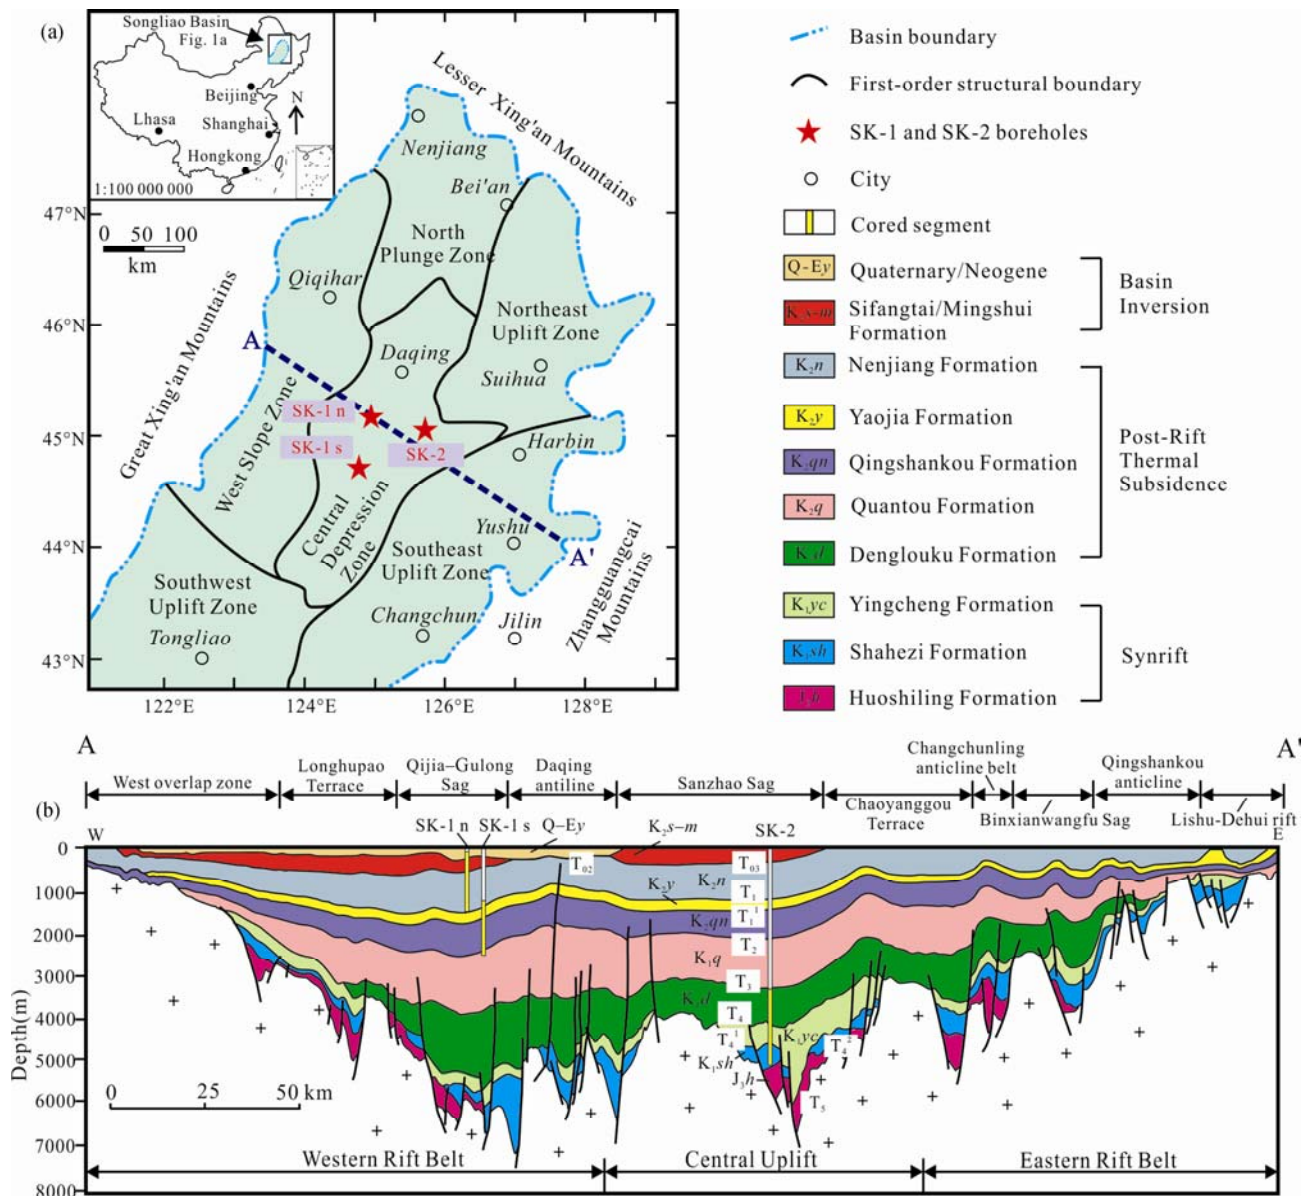 (a)
Songliao Basin
Fig. 1a
Beijing
N
Lhasa
Shanghai
Hongkong
1:100 000 000
47°N
46°N
45°N
44°N
43°N
0 50 100
km
122°E
124°E
126°E
128°E
Lesser Xing'an Mountains
Great Xing'an Mountains
Zhangguangcai
Mountains
Nenjiang
Bei'an
North
Plunge Zone
Qiqihar
Northeast
Uplift Zone
A
Daqing
Suihua
West Slope Zone
SK-1 n
SK-1 s
SK-2
Harbin
Central
Depression
Zone
Yushu
A'
Southeast
Uplift Zone
Southwest
Uplift Zone
Changchun
Jilin
Tongliao
Basin boundary
First-order structural boundary
SK-1 and SK-2 boreholes
City
Cored segment
Q-Ey Quaternary/Neogene
K₂s-m Sifangtai/Mingshui
Formation
Basin
Inversion
K₂n Nenjiang Formation
K₂y Yaojia Formation
K₂qn Qingshankou Formation
K₂q Quantou Formation
Denglouku Formation
Post-Rift
Thermal
Subsidence
K₁yc Yingcheng Formation
K₁sh Shahezi Formation
J₃h Huoshiling Formation
Synrift
A
A'
West overlap zone
Longhupao
Terrace
Qijia–Gulong
Sag
Daqing
antiline
Sanzhao Sag
Chaoyanggou
Terrace
Changchunling
anticline belt
Binxianwangfu Sag
Qingshankou
anticline
Lishu-Dehui rift
(b)
W
E
SK-1 n
SK-1 s
Q–Ey
K₂s–m
SK-2
T₀₂
T₀₃
K₂y
K₂n
T₁
T₁¹
K₂qn
T₂
K₁q
T₃
K₁d
T₄
T₄¹
K₁yc
T₄²
K₁sh
J₃h
T₅
Depth(m)
0
1000
2000
3000
4000
5000
6000
7000
8000
0 25 50 km
Western Rift Belt
Central Uplift
Eastern Rift Belt